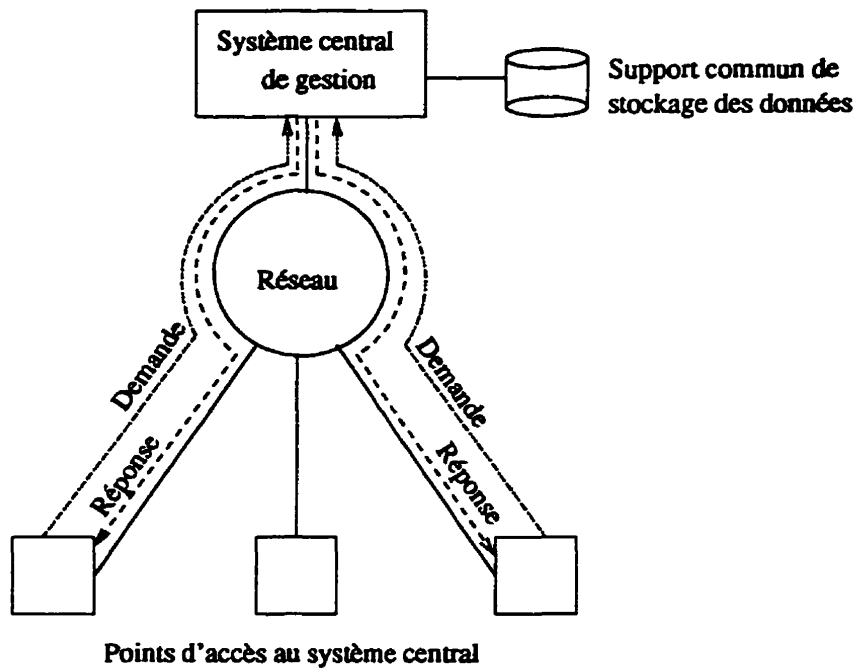 Système central
de gestion
Support commun de
stockage des données
Réseau
Demande
Demande
Réponse
Réponse
Points d'accès au système central